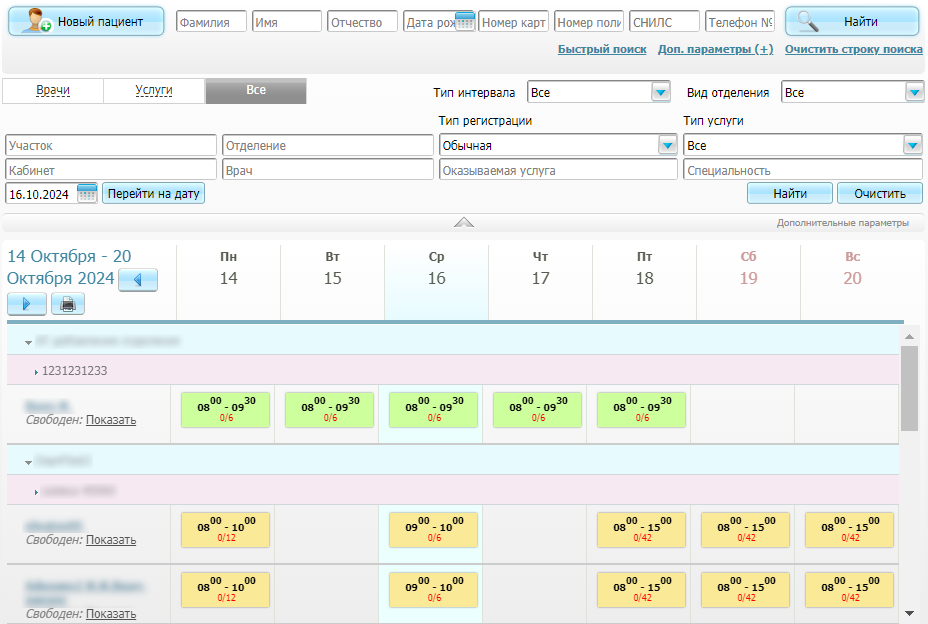 Новый пациент Фамилия Имя Отчество Дата рож Номер карт Номер поли СНИЛС Телефон № Найти
Быстрый поиск Доп. параметры (+) Очистить строку поиска
Врачи Услуги Все Тип интервала Все Вид отделения Все
Тип регистрации Тип услуги
Участок Отделение Обычная Все
Кабинет Врач Оказываемая услуга Специальность
16.10.2024 Перейти на дату Найти Очистить
Дополнительные параметры
14 Октября - 20 Октября 2024
Пн Вт Ср Чт Пт Сб Вс
14 15 16 17 18 19 20
1231231233
08 00 - 09 30 08 00 - 09 30 08 00 - 09 30 08 00 - 09 30 08 00 - 09 30
0/6 0/6 0/6 0/6 0/6
Свободен: Показать
08 00 - 10 00 09 00 - 10 00 08 00 - 15 00 08 00 - 15 00 08 00 - 15 00
0/12 0/6 0/42 0/42 0/42
Свободен: Показать
08 00 - 10 00 09 00 - 10 00 08 00 - 15 00 08 00 - 15 00 08 00 - 15 00
0/12 0/6 0/42 0/42 0/42
Свободен: Показать